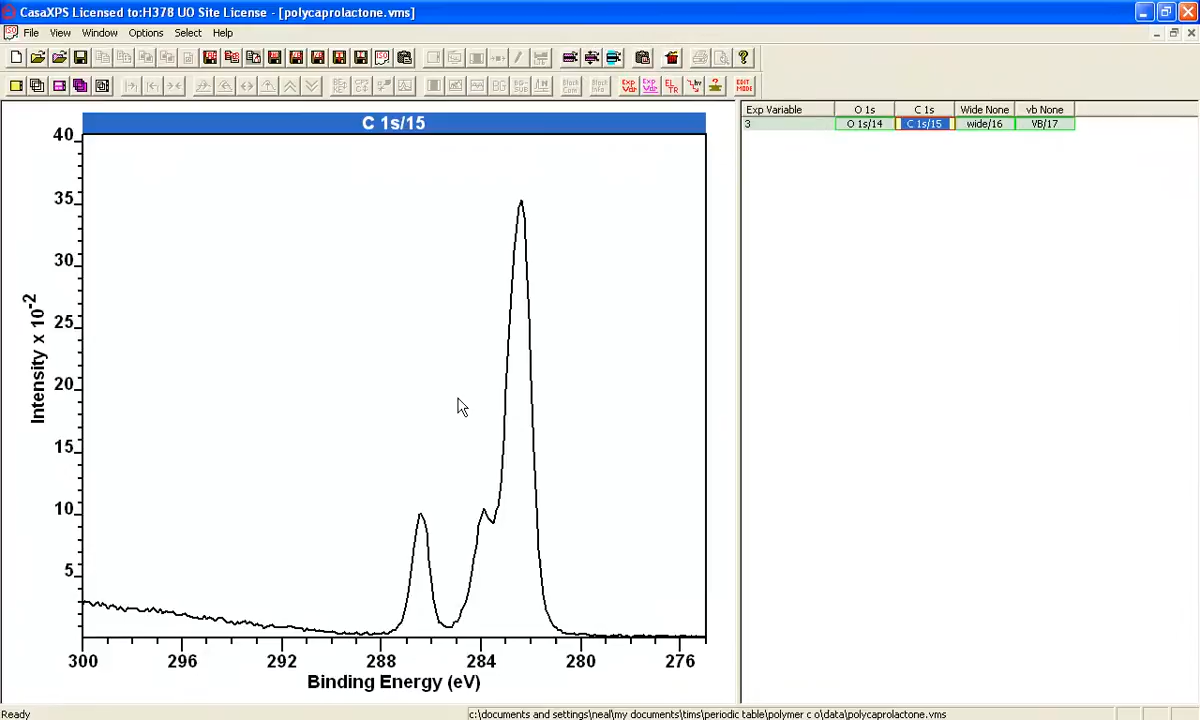 CasaXPS Licensed to:H378 UO Site License - [polycaprolactone.vms]
File View Window Options Select Help
C 1s/15
40
35
30
25
20
15
10
5
Intensity x 10-2
300 296 292 288 284 280 276
Binding Energy (eV)
Exp Variable O 1s C 1s Wide None vb None
3 O 1s/14 C 1s/15 wide/16 VB/17
Ready c:\documents and settings\neal\my documents\tims\periodic table\polymer c o\data\polycaprolactone.vms